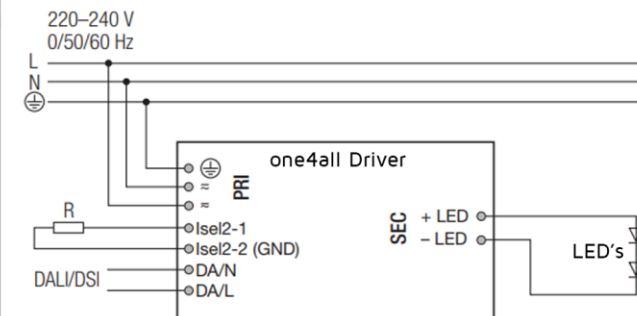 220–240 V
0/50/60 Hz
L
N
one4all Driver
≂
PRI
≂
R
Isel2-1
Isel2-2 (GND)
SEC
+ LED
– LED
LED's
DALI/DSI
DA/N
DA/L